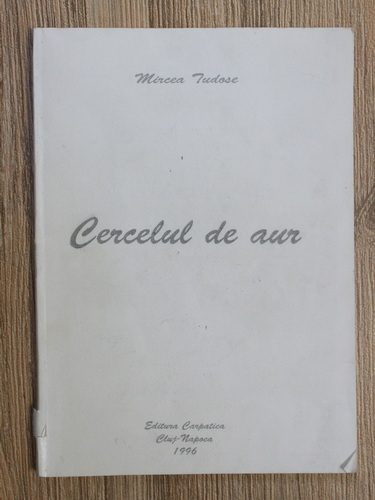 Mircea Tudose
Cercelul de aur
Editura Carpatica
Cluj-Napoca
1996